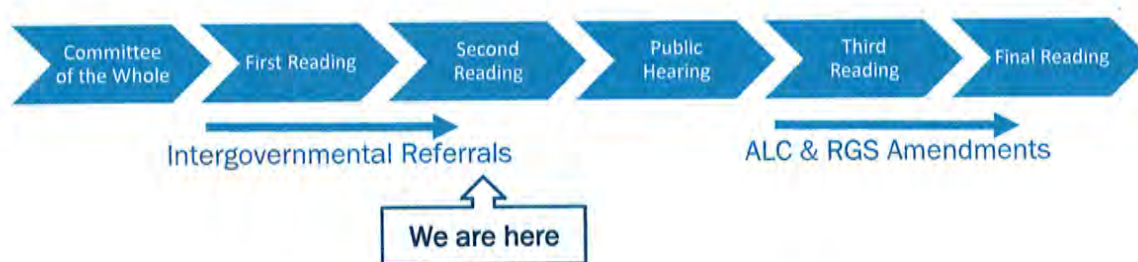 Committee
of the Whole
First Reading
Second
Reading
Public
Hearing
Third
Reading
Final Reading
Intergovernmental Referrals
ALC & RGS Amendments
We are here